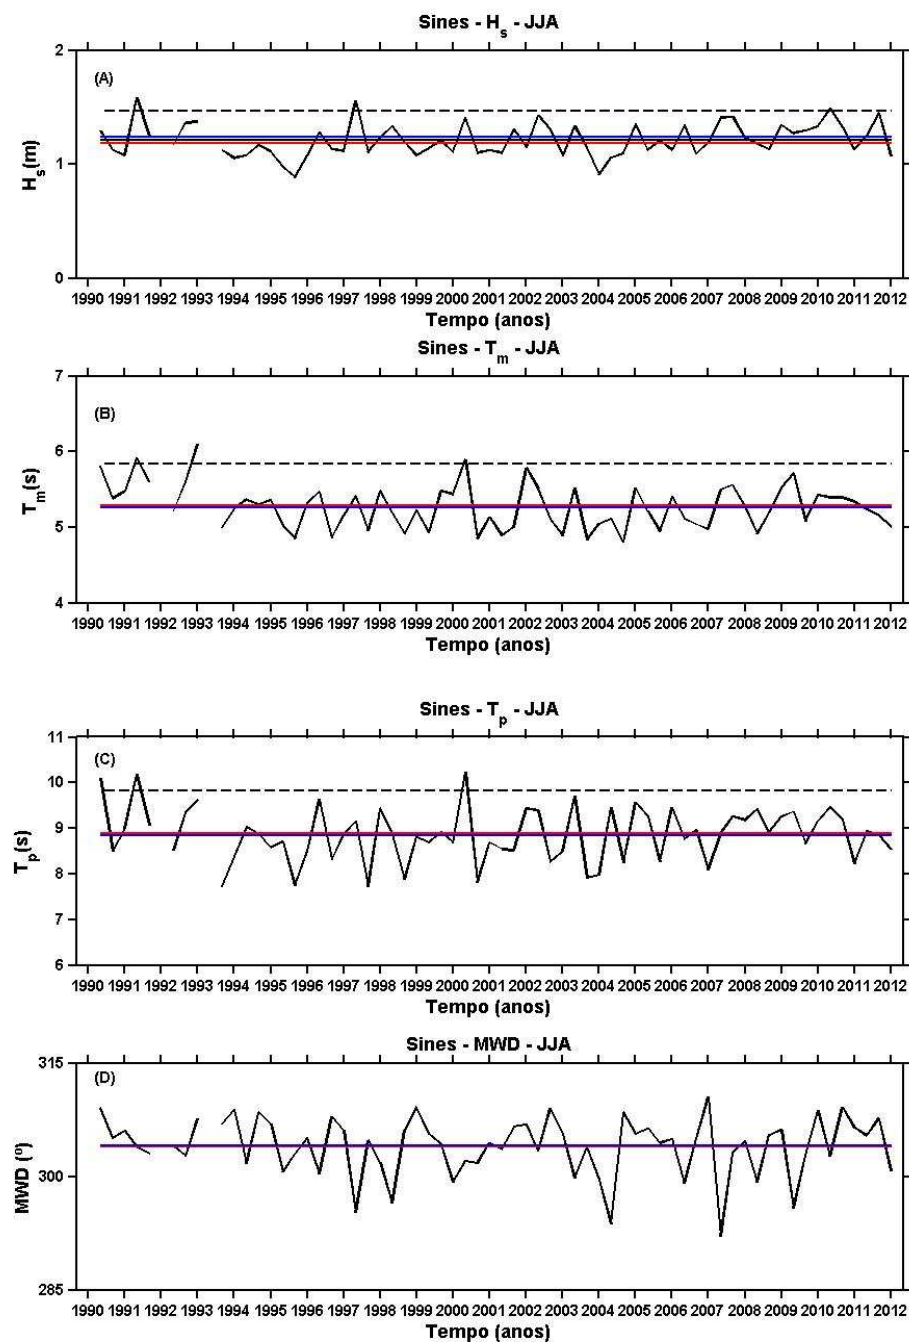 Sines - Hs - JJA
2
(A)
Hs(m)
1
0
1990 1991 1992 1993 1994 1995 1996 1997 1998 1999 2000 2001 2002 2003 2004 2005 2006 2007 2008 2009 2010 2011 2012
Tempo (anos)
Sines - Tm - JJA
7
(B)
6
Tm(s)
5
4
1990 1991 1992 1993 1994 1995 1996 1997 1998 1999 2000 2001 2002 2003 2004 2005 2006 2007 2008 2009 2010 2011 2012
Tempo (anos)
Sines - Tp - JJA
11
(C)
10
9
Tp(s)
8
7
6
1990 1991 1992 1993 1994 1995 1996 1997 1998 1999 2000 2001 2002 2003 2004 2005 2006 2007 2008 2009 2010 2011 2012
Tempo (anos)
Sines - MWD - JJA
315
(D)
MWD (º)
300
285
1990 1991 1992 1993 1994 1995 1996 1997 1998 1999 2000 2001 2002 2003 2004 2005 2006 2007 2008 2009 2010 2011 2012
Tempo (anos)